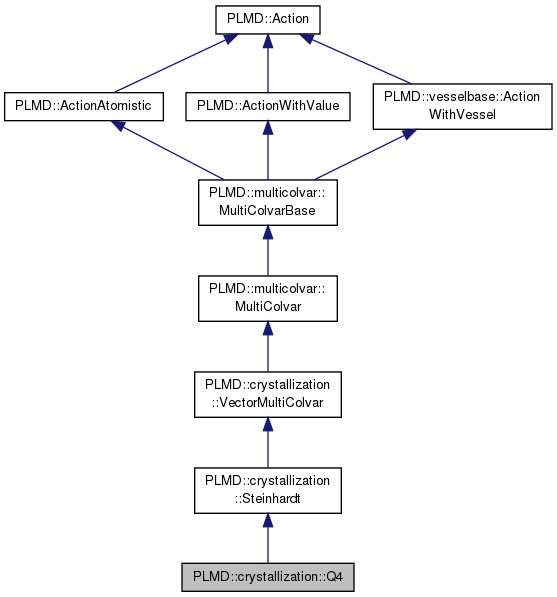 PLMD::Action
PLMD::ActionAtomistic
PLMD::ActionWithValue
PLMD::vesselbase::Action
WithVessel
PLMD::multicolvar::
MultiColvarBase
PLMD::multicolvar::
MultiColvar
PLMD::crystallization
::VectorMultiColvar
PLMD::crystallization
::Steinhardt
PLMD::crystallization::Q4